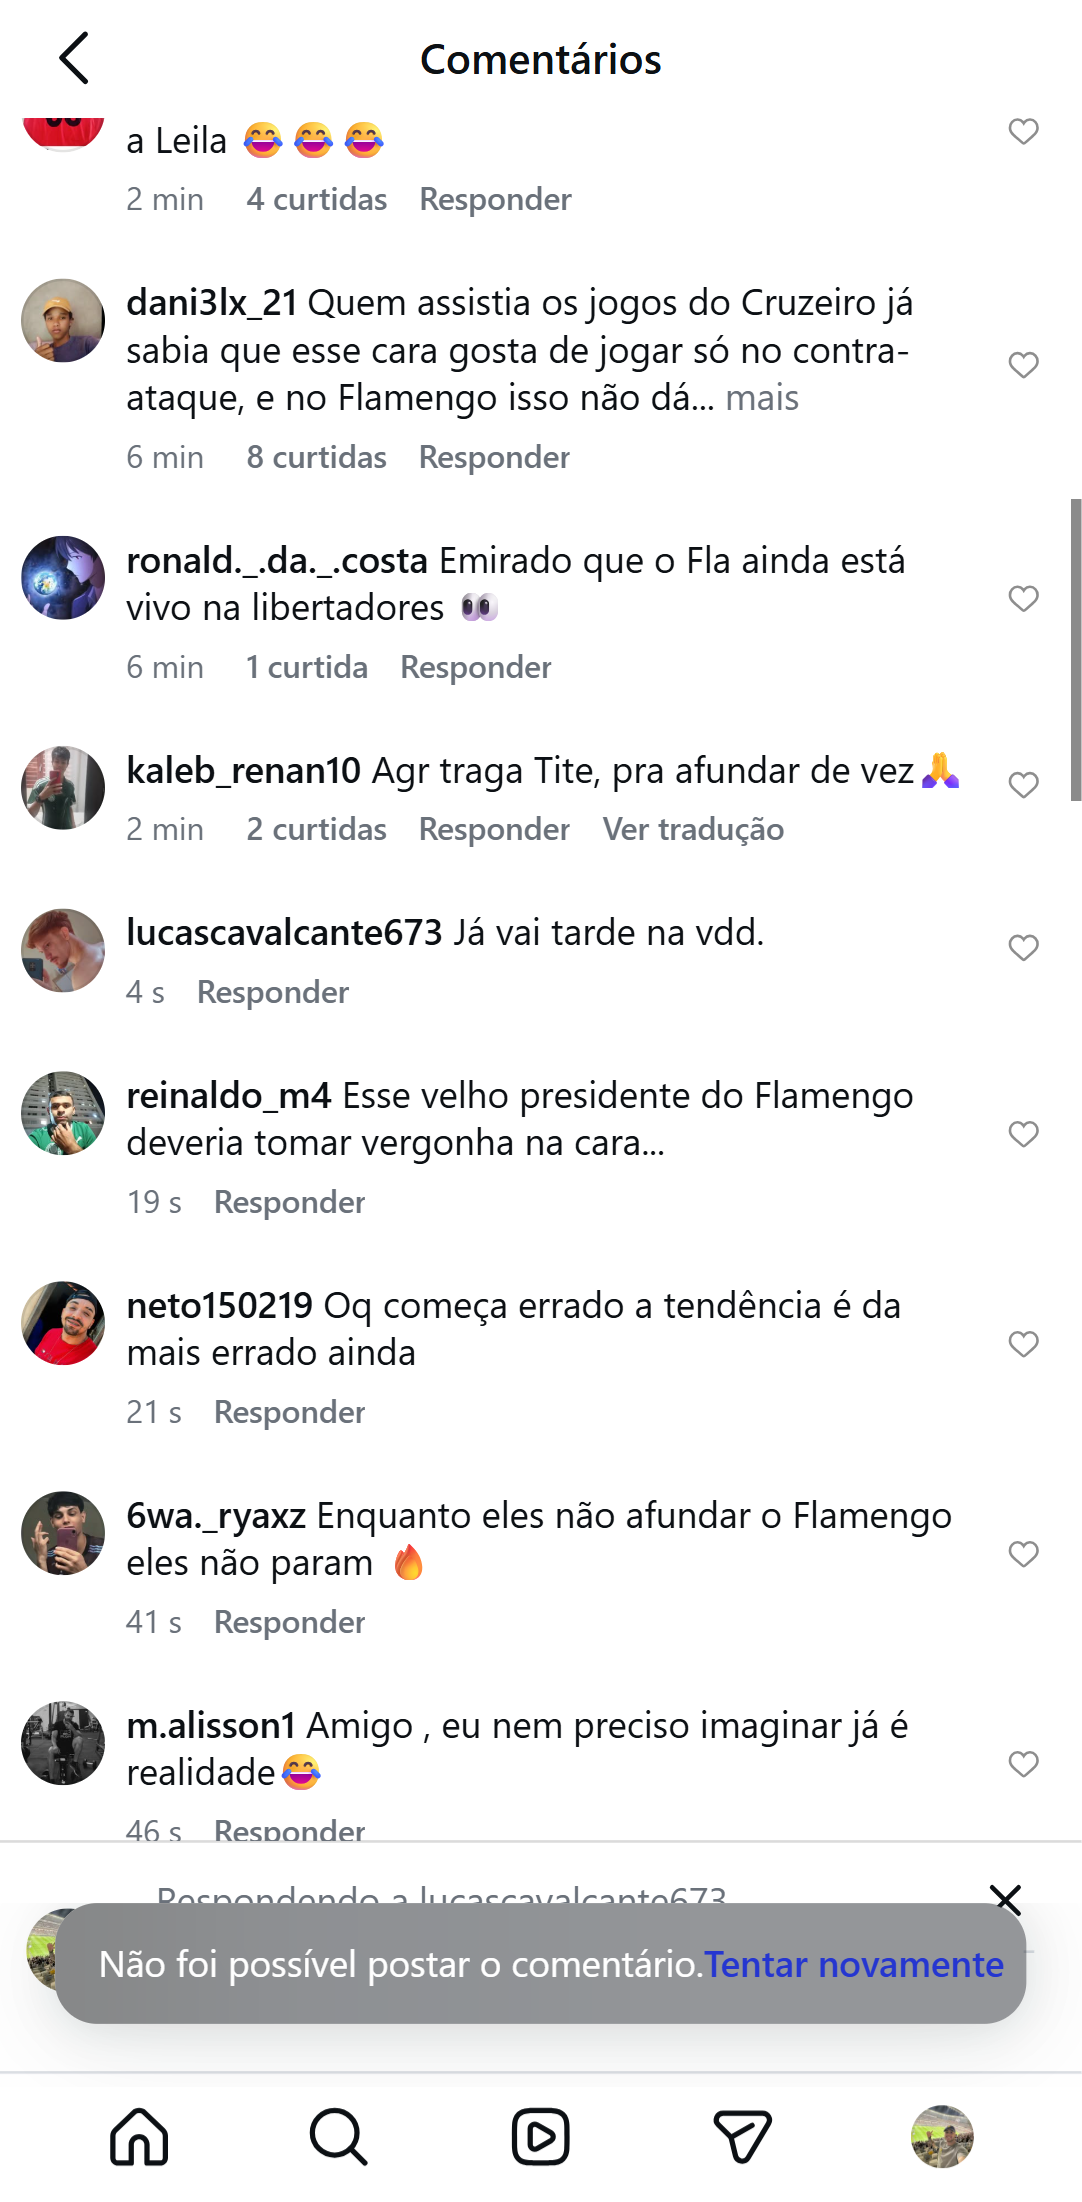 Comentários
a Leila 😂😂😂
2 min 4 curtidas Responder
dani3lx_21 Quem assistia os jogos do Cruzeiro já
sabia que esse cara gosta de jogar só no contra-
ataque, e no Flamengo isso não dá... mais
6 min 8 curtidas Responder
ronald._.da._.costa Emirado que o Fla ainda está
vivo na libertadores 👀
6 min 1 curtida Responder
kaleb_renan10 Agr traga Tite, pra afundar de vez🙏
2 min 2 curtidas Responder Ver tradução
lucascavalcante673 Já vai tarde na vdd.
4 s Responder
reinaldo_m4 Esse velho presidente do Flamengo
deveria tomar vergonha na cara...
19 s Responder
neto150219 Oq começa errado a tendência é da
mais errado ainda
21 s Responder
6wa._ryaxz Enquanto eles não afundar o Flamengo
eles não param 🔥
41 s Responder
m.alisson1 Amigo , eu nem preciso imaginar já é
realidade😂
46 s Responder
Respondendo a lucascavalcante673
Não foi possível postar o comentário.Tentar novamente